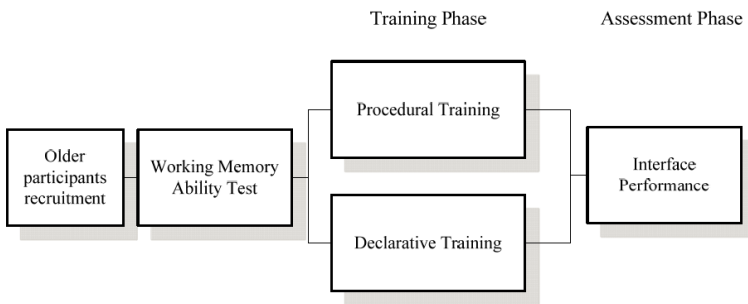 Training Phase
Assessment Phase
Procedural Training
Older
participants
recruitment
Working Memory
Ability Test
Interface
Performance
Declarative Training